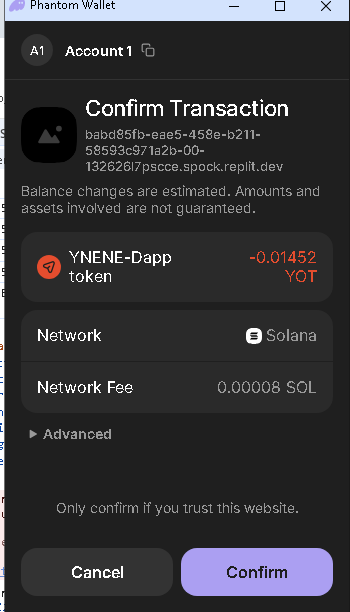 Phantom Wallet
A1
Account 1
Confirm Transaction
babd85fb-eae5-458e-b211-
58593c971a2b-00-
132626l7pscce.spock.replit.dev
Balance changes are estimated. Amounts and
assets involved are not guaranteed.
YNENE-Dapp
token
-0.01452
YOT
Network
Solana
Network Fee
0.00008 SOL
Advanced
Only confirm if you trust this website.
Cancel
Confirm